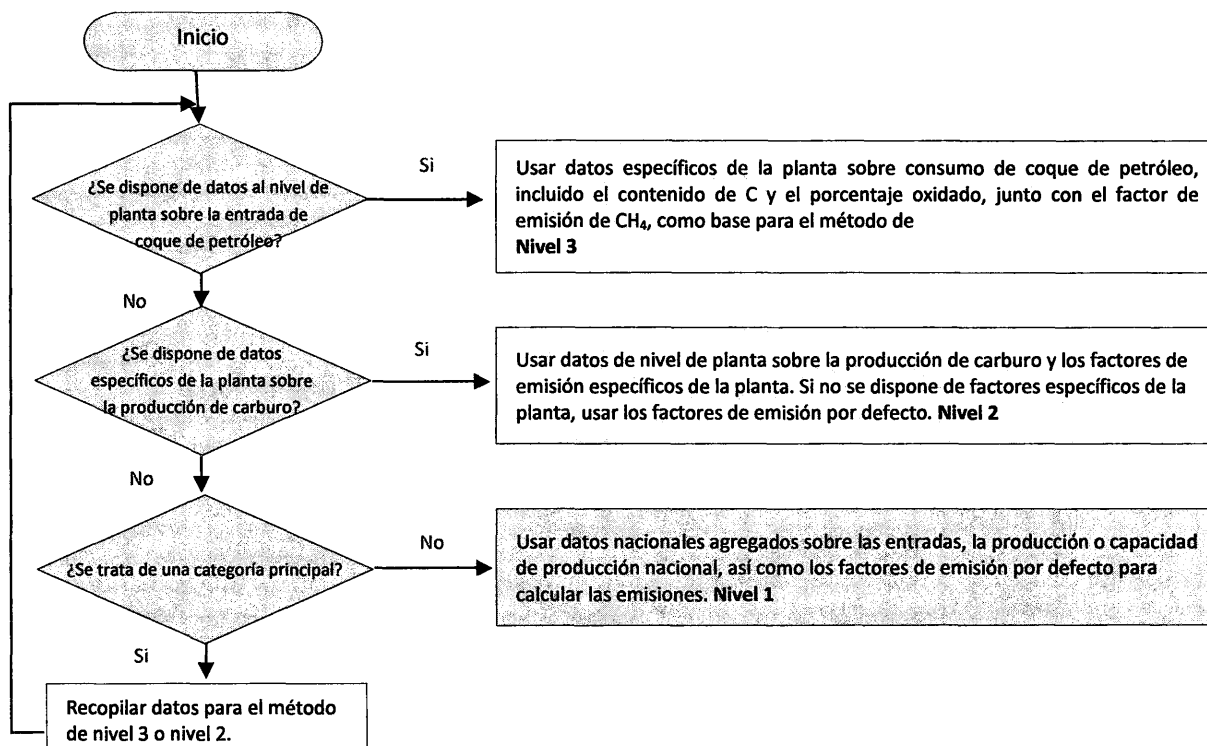 Inicio
¿Se dispone de datos al nivel de
planta sobre la entrada de
coque de petróleo?
Si
Usar datos específicos de la planta sobre consumo de coque de petróleo,
incluido el contenido de C y el porcentaje oxidado, junto con el factor de
emisión de CH₄, como base para el método de
Nivel 3
No
¿Se dispone de datos
específicos de la planta sobre
la producción de carburo?
Si
Usar datos de nivel de planta sobre la producción de carburo y los factores de
emisión específicos de la planta. Si no se dispone de factores específicos de la
planta, usar los factores de emisión por defecto. Nivel 2
No
¿Se trata de una categoría principal?
No
Usar datos nacionales agregados sobre las entradas, la producción o capacidad
de producción nacional, así como los factores de emisión por defecto para
calcular las emisiones. Nivel 1
Si
Recopilar datos para el método
de nivel 3 o nivel 2.